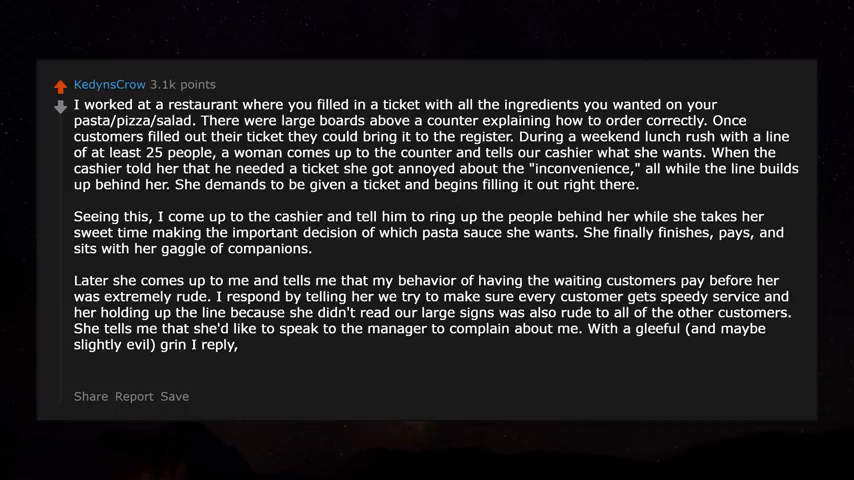 KedynsCrow 3.1k points
I worked at a restaurant where you filled in a ticket with all the ingredients you wanted on your
pasta/pizza/salad. There were large boards above a counter explaining how to order correctly. Once
customers filled out their ticket they could bring it to the register. During a weekend lunch rush with a line
of at least 25 people, a woman comes up to the counter and tells our cashier what she wants. When the
cashier told her that he needed a ticket she got annoyed about the "inconvenience," all while the line builds
up behind her. She demands to be given a ticket and begins filling it out right there.
Seeing this, I come up to the cashier and tell him to ring up the people behind her while she takes her
sweet time making the important decision of which pasta sauce she wants. She finally finishes, pays, and
sits with her gaggle of companions.
Later she comes up to me and tells me that my behavior of having the waiting customers pay before her
was extremely rude. I respond by telling her we try to make sure every customer gets speedy service and
her holding up the line because she didn't read our large signs was also rude to all of the other customers.
She tells me that she'd like to speak to the manager to complain about me. With a gleeful (and maybe
slightly evil) grin I reply,
Share Report Save